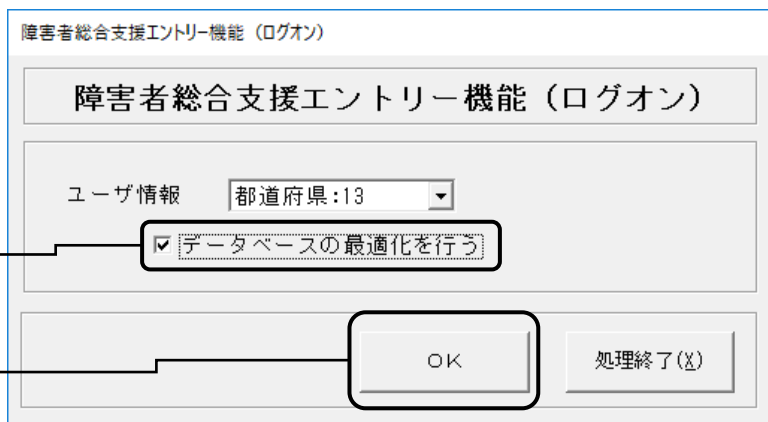 障害者総合支援エントリー機能（ログオン）
障害者総合支援エントリー機能（ログオン）
ユーザ情報 都道府県:13
データベースの最適化を行う
OK 処理終了(X)